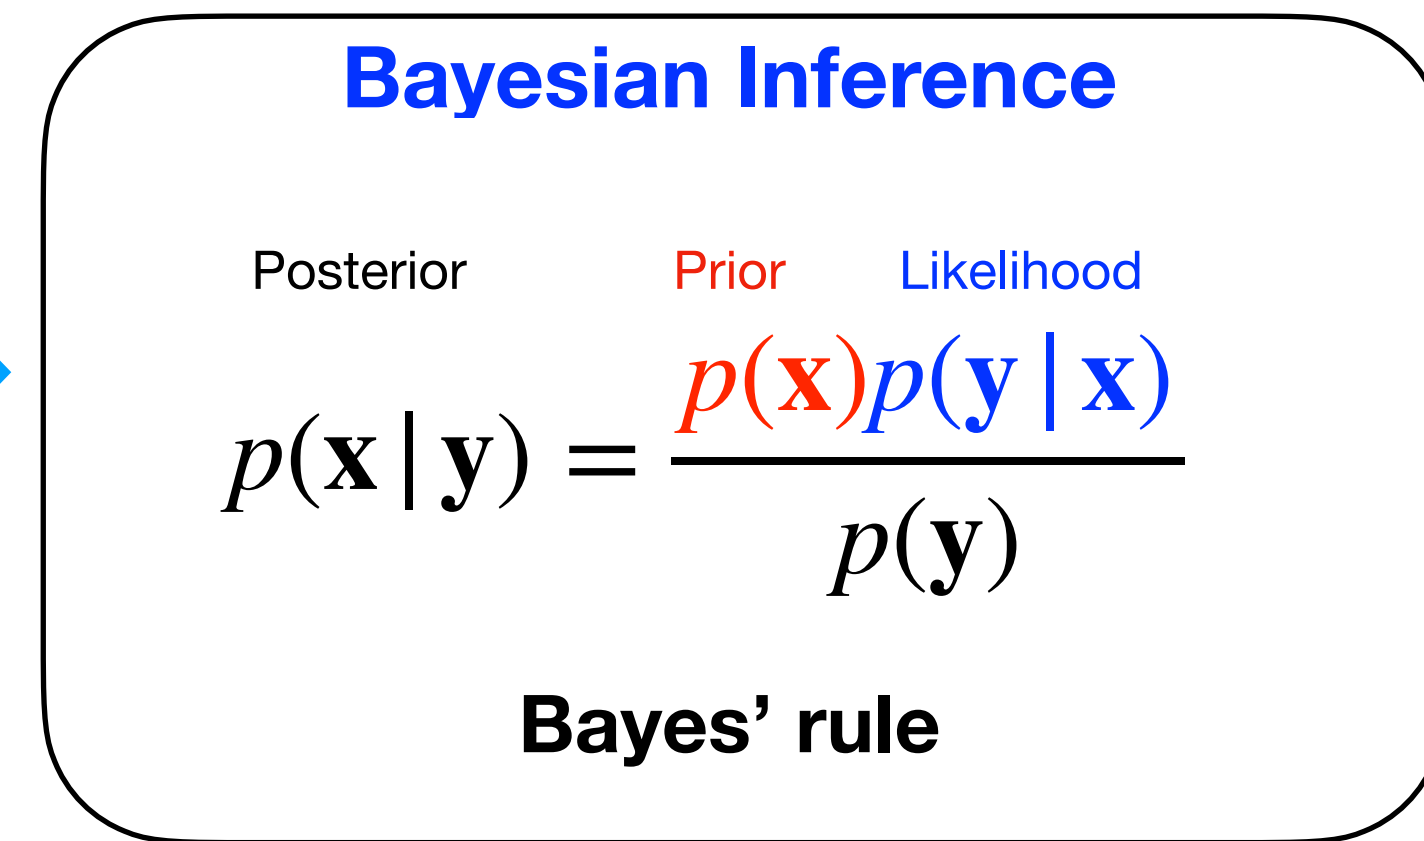 Bayesian Inference
Posterior Prior Likelihood
p(x | y) = p(x)p(y | x)
p(y)
Bayes’ rule